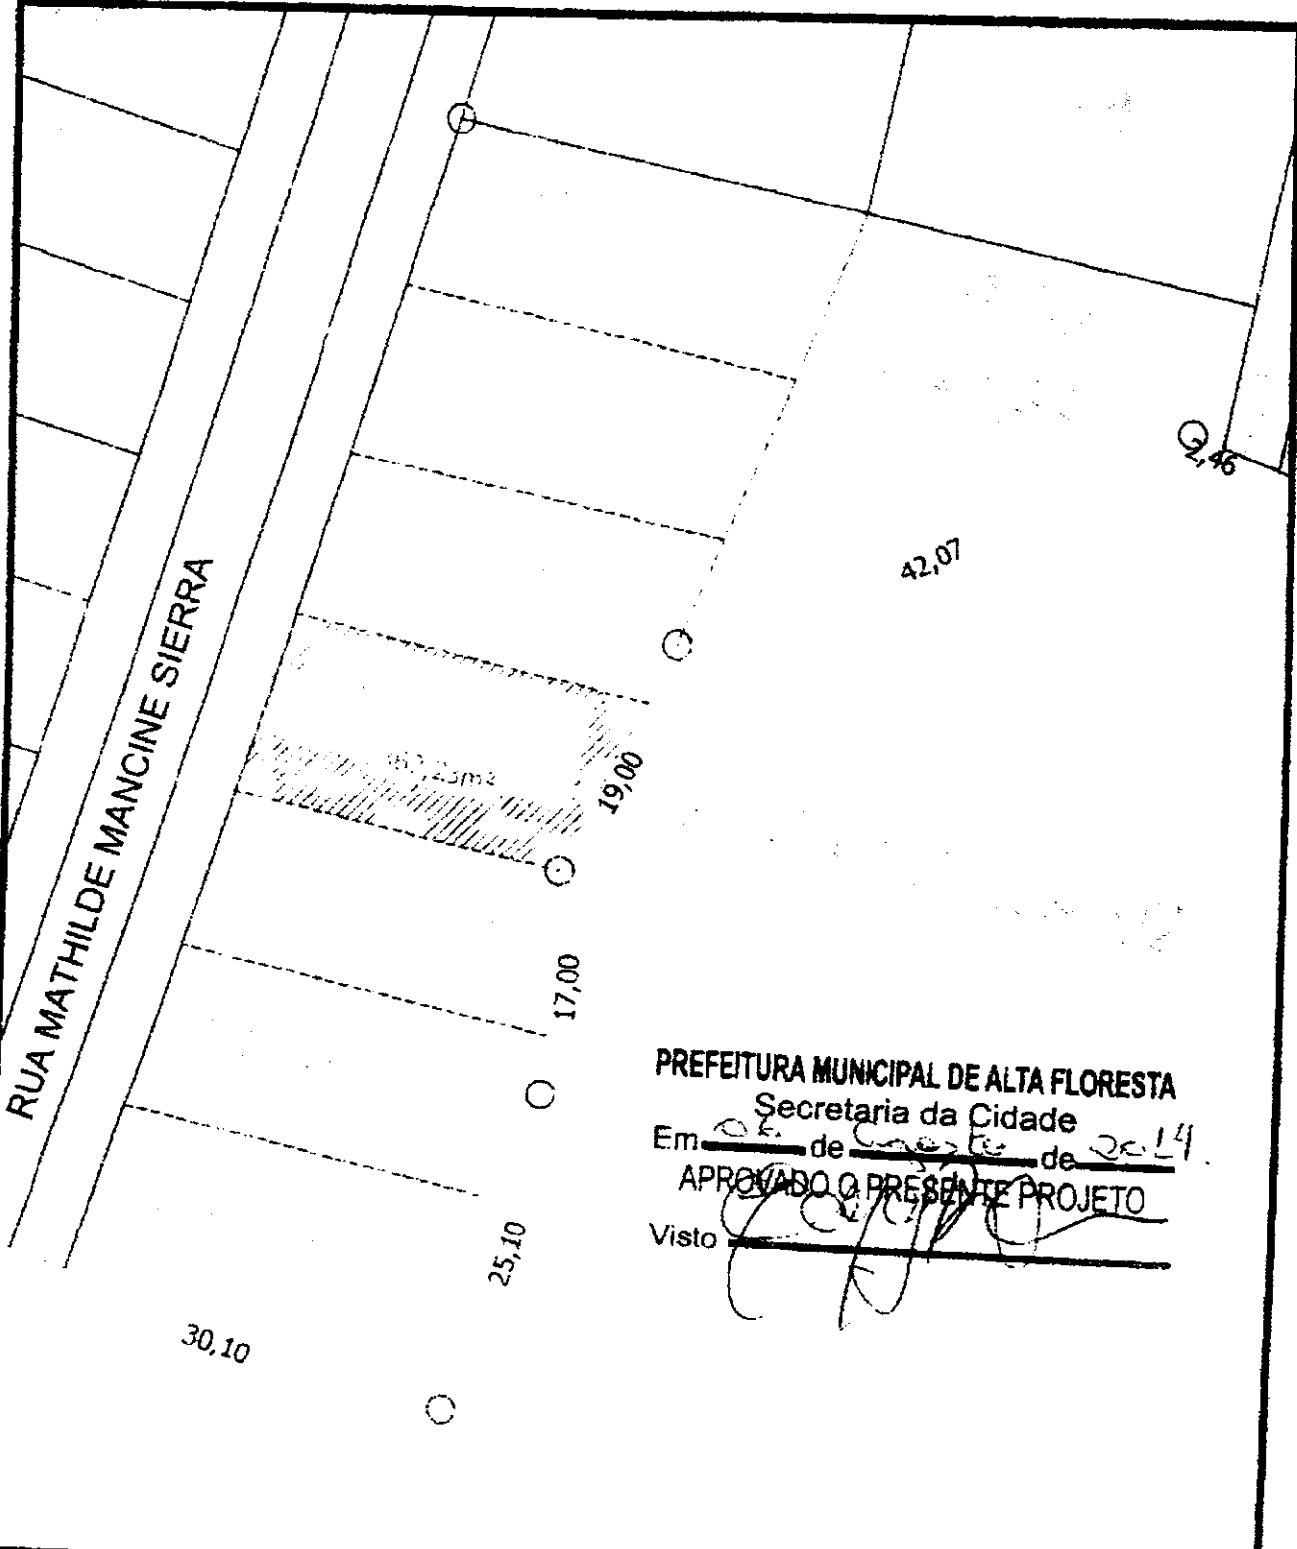 2,46
42,07
RUA MATHILDE MANCINE SIERRA
19,00
17,00
PREFEITURA MUNICIPAL DE ALTA FLORESTA
Secretaria da Cidade
Em de de 2014
APROVADO O PRESENTE PROJETO
Visto
25,10
30,10